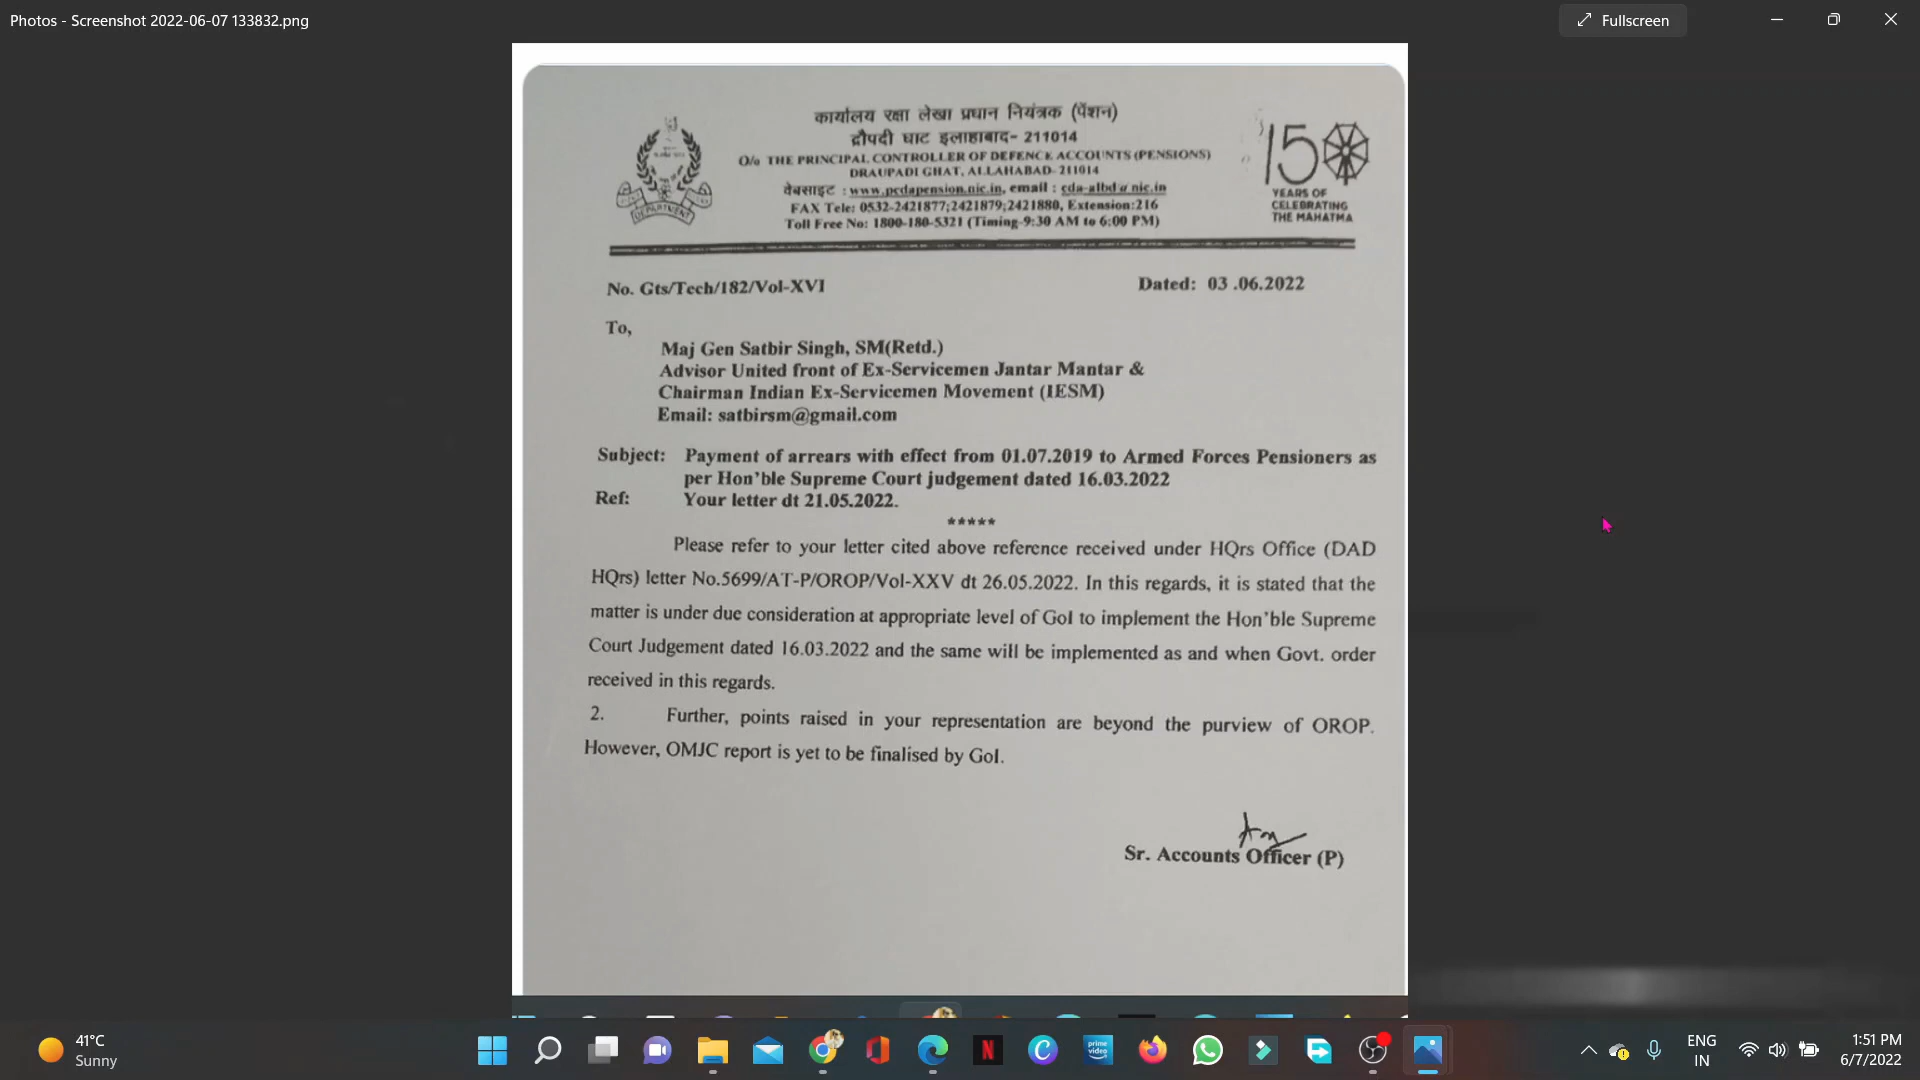 Photos - Screenshot 2022-06-07 133832.png
Fullscreen
कार्यालय रक्षा लेखा प्रधान नियंत्रक (पेंशन)
द्रौपदी घाट इलाहाबाद- 211014
O/o THE PRINCIPAL CONTROLLER OF DEFENCE ACCOUNTS (PENSIONS)
DRAUPADI GHAT, ALLAHABAD- 211014
वेबसाइट : www.pcdapension.nic.in, email : cda-albd@nic.in
FAX Tele: 0532-2421877;2421879;2421880, Extension:216
Toll Free No: 1800-180-5321 (Timing-9:30 AM to 6:00 PM)
DEPARTMENT
150
YEARS OF
CELEBRATING
THE MAHATMA
No. Gts/Tech/182/Vol-XVI Dated: 03 .06.2022
To,
Maj Gen Satbir Singh, SM(Retd.)
Advisor United front of Ex-Servicemen Jantar Mantar &
Chairman Indian Ex-Servicemen Movement (IESM)
Email: satbirsm@gmail.com
Subject: Payment of arrears with effect from 01.07.2019 to Armed Forces Pensioners as
per Hon'ble Supreme Court judgement dated 16.03.2022
Ref: Your letter dt 21.05.2022.
*****
Please refer to your letter cited above reference received under HQrs Office (DAD
HQrs) letter No.5699/AT-P/OROP/Vol-XXV dt 26.05.2022. In this regards, it is stated that the
matter is under due consideration at appropriate level of GoI to implement the Hon'ble Supreme
Court Judgement dated 16.03.2022 and the same will be implemented as and when Govt. order
received in this regards.
2. Further, points raised in your representation are beyond the purview of OROP.
However, OMJC report is yet to be finalised by GoI.
Sr. Accounts Officer (P)
41°C
Sunny
N
prime
video
ENG
IN
1:51 PM
6/7/2022